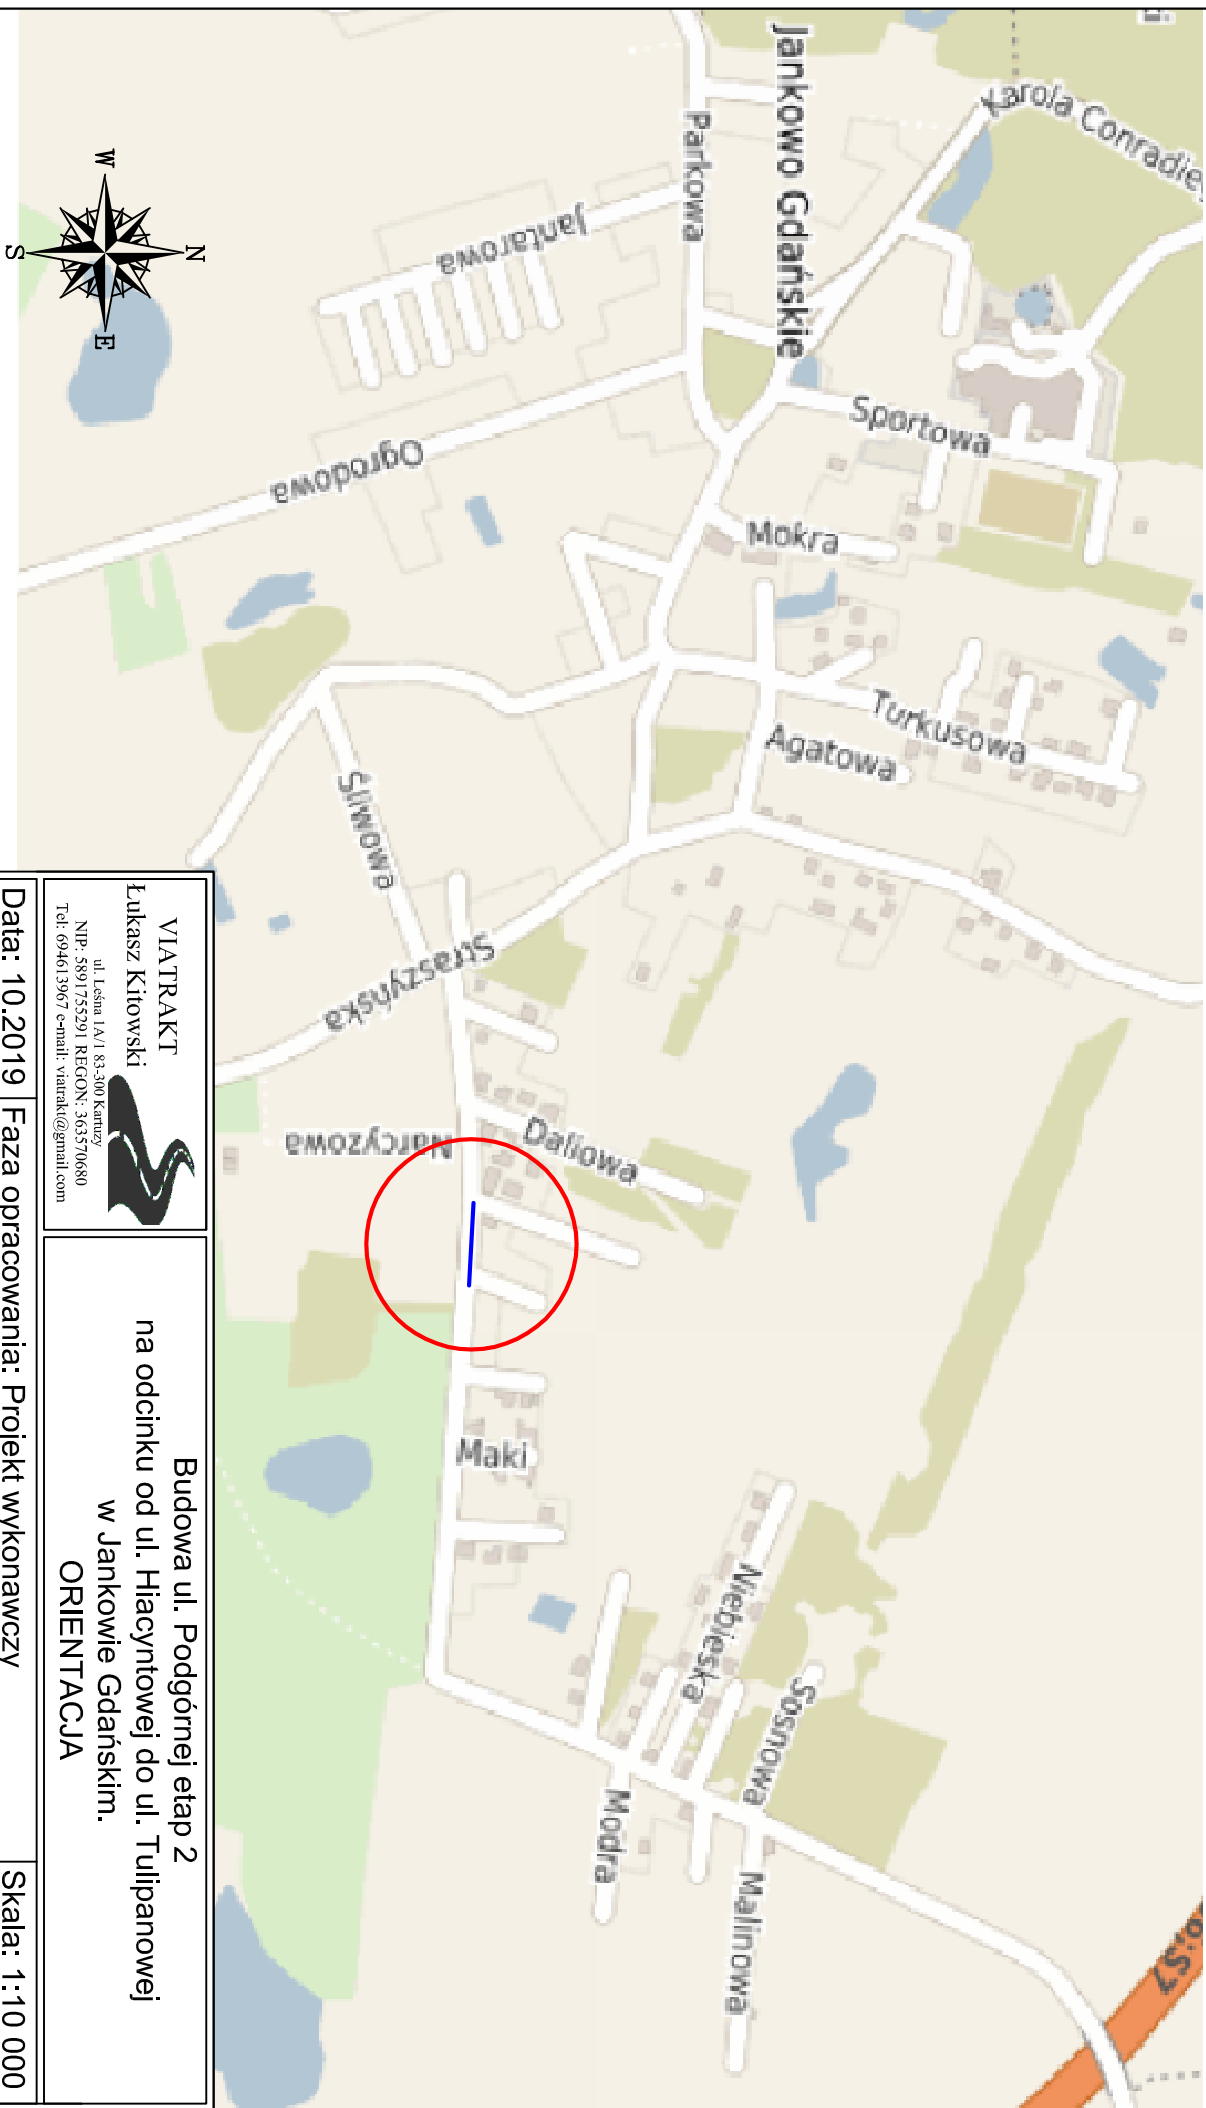 Jankowo Gdańskie
Parkowa
Jantarowa
Ogrodowa
Sportowa
Mokra
Turkusowa
Agatowa
Śliwowa
Straszyńska
Narcyzowa
Daliowa
Maki
Niebieska
Sosnowa
Modra
Malinowa
N
W
E
S
VIATRAKT
Łukasz Kitowski
ul. Leśna 1A/1 83-300 Kartuzy
NIP: 5891755291 REGON: 363570680
Tel: 694613967 e-mail: viatrakt@gmail.com
Budowa ul. Podgórnej etap 2
na odcinku od ul. Hiacyntowej do ul. Tulipanowej
w Jankowie Gdańskim.
ORIENTACJA
Data: 10.2019
Faza opracowania: Projekt wykonawczy
Skala: 1:10 000